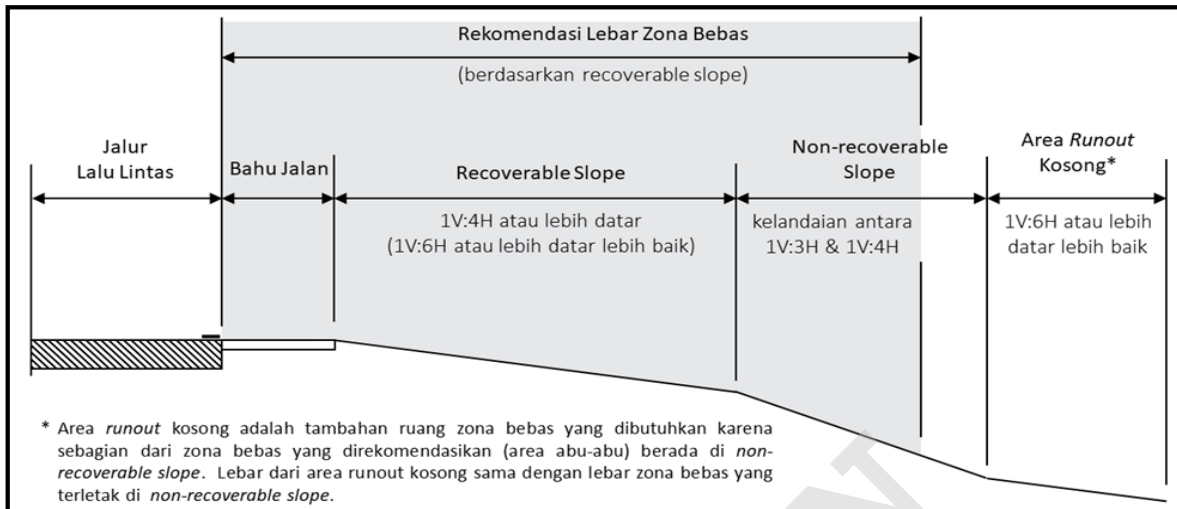 Rekomendasi Lebar Zona Bebas
(berdasarkan recoverable slope)
Jalur
Lalu Lintas
Bahu Jalan
Recoverable Slope
1V:4H atau lebih datar
(1V:6H atau lebih datar lebih baik)
Non-recoverable
Slope
kelandaian antara
1V:3H & 1V:4H
Area Runout
Kosong*
1V:6H atau lebih
datar lebih baik
* Area runout kosong adalah tambahan ruang zona bebas yang dibutuhkan karena
sebagian dari zona bebas yang direkomendasikan (area abu-abu) berada di non-
recoverable slope. Lebar dari area runout kosong sama dengan lebar zona bebas yang
terletak di non-recoverable slope.